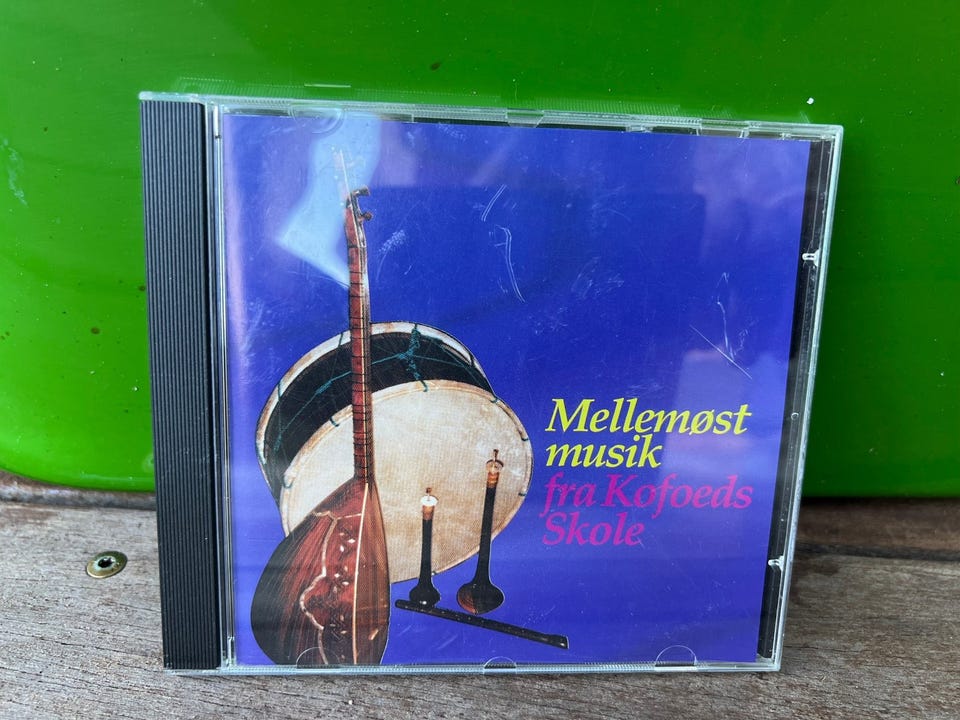 Mellemøst
musik
fra Kofoeds
Skole